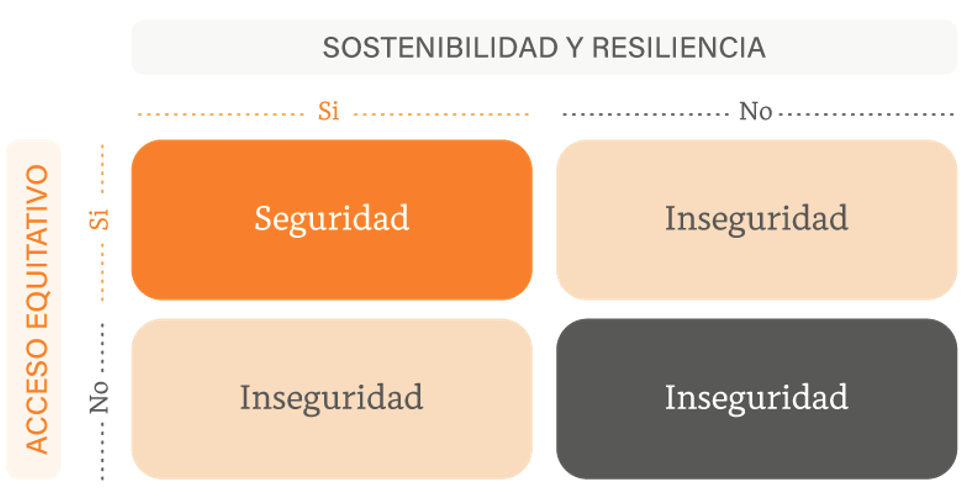 SOSTENIBILIDAD Y RESILIENCIA
Si
No
ACCESO EQUITATIVO
Si
Seguridad
Inseguridad
No
Inseguridad
Inseguridad